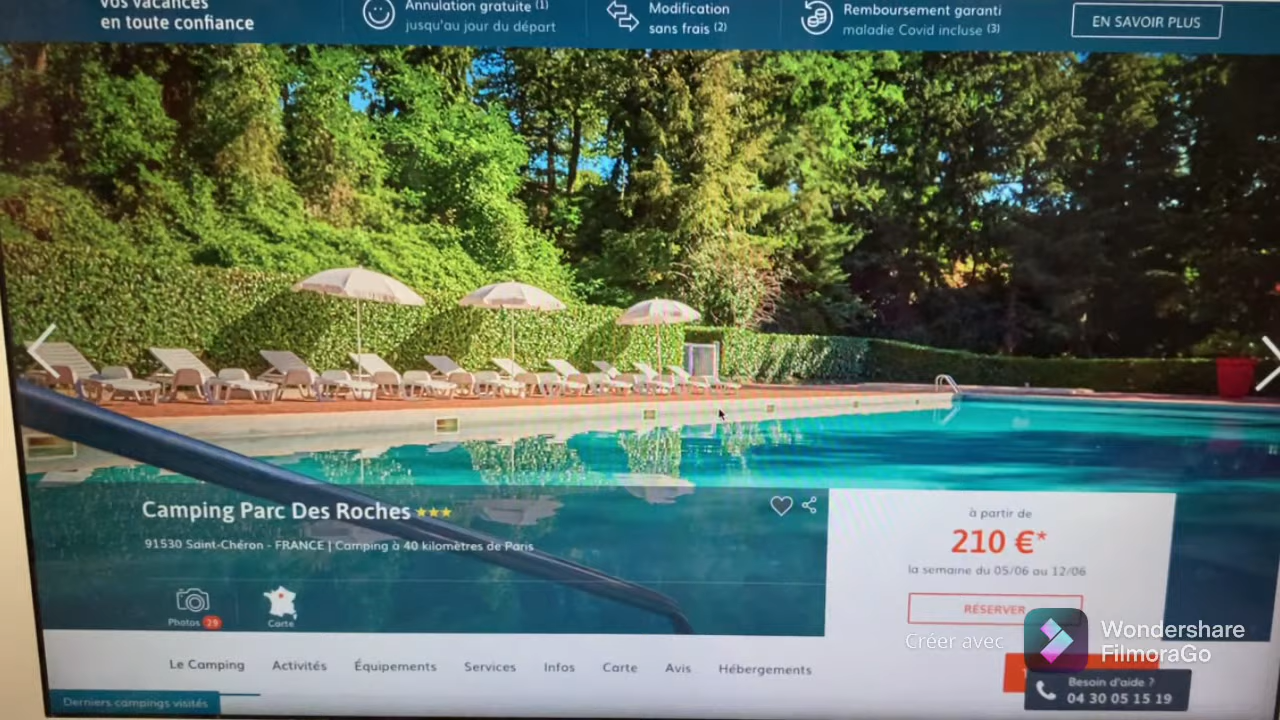 vos vacances
en toute confiance
Annulation gratuite (1)
jusqu'au jour du départ
Modification
sans frais (2)
Remboursement garanti
maladie Covid incluse (3)
EN SAVOIR PLUS
Camping Parc Des Roches
91530 Saint-Chéron - FRANCE | Camping à 40 kilomètres de Paris
Photos 29
Carte
à partir de
210 €*
la semaine du 05/06 au 12/06
RÉSERVER
Créer avec
Wondershare
FilmoraGo
Le Camping Activités Équipements Services Infos Carte Avis Hébergements
Besoin d'aide ?
04 30 05 15 19
Derniers campings visités